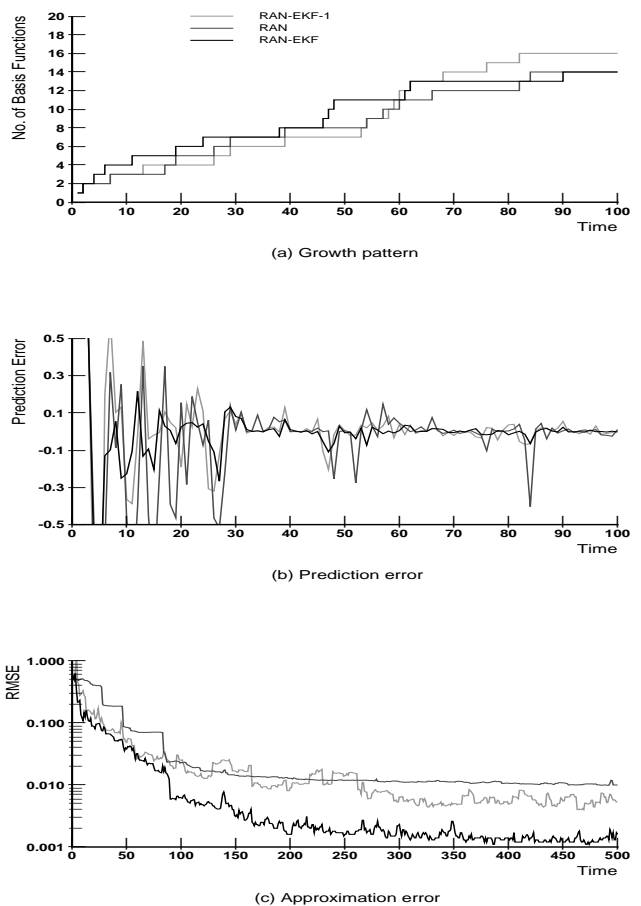 RAN-EKF-1
RAN
RAN-EKF
No. of Basis Functions
20
18
16
14
12
10
8
6
4
2
0
0 10 20 30 40 50 60 70 80 90 100
Time
(a) Growth pattern
Prediction Error
0.5
0.3
0.1
-0.1
-0.3
-0.5
0 10 20 30 40 50 60 70 80 90 100
Time
(b) Prediction error
RMSE
1.000
0.100
0.010
0.001
0 50 100 150 200 250 300 350 400 450 500
Time
(c) Approximation error